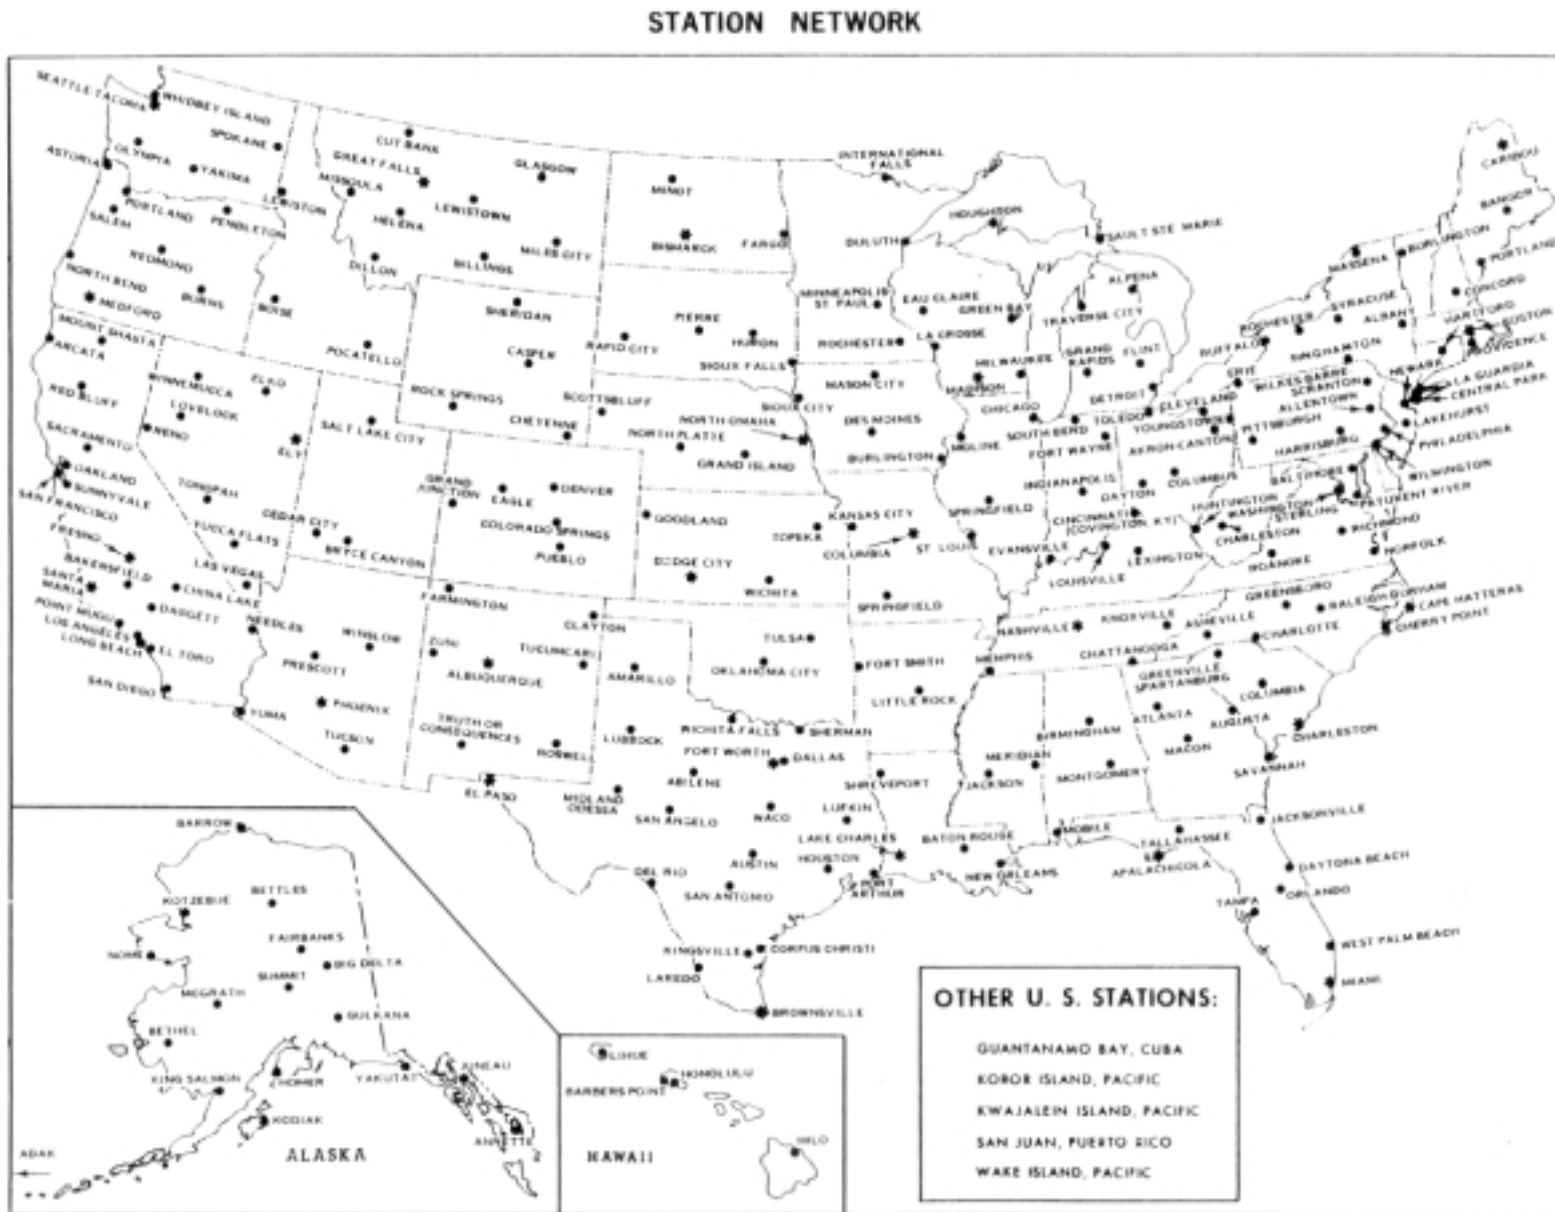 STATION NETWORK
SEATTLE TACOMA
WHIDBEY ISLAND
SPOKANE
OLYMPIA
ASTORIA
YAKIMA
LEWISTON
PORTLAND
PENDLETON
SALEM
REDMOND
NORTH BEND
BURNS
MEDFORD
BOISE
POCATELLO
CUT BANK
GREAT FALLS
GLASGOW
MISSOULA
LEWISTOWN
HELENA
MILES CITY
DILLON
BILLINGS
MINOT
BISMARCK
FARGO
INTERNATIONAL
FALLS
DULUTH
HOUGHTON
SAULT STE MARIE
CARIBOU
BANGOR
BURLINGTON
MASSENA
PORTLAND
CONCORD
SHERIDAN
CASPER
ROCK SPRINGS
CHEYENNE
RAPID CITY
PIERRE
HURON
SIOUX FALLS
MINNEAPOLIS
ST PAUL
EAU CLAIRE
GREEN BAY
ROCHESTER
LA CROSSE
ALPENA
TRAVERSE CITY
MILWAUKEE
GRAND
RAPIDS
FLINT
MADISON
DETROIT
ROCHESTER
SYRACUSE
ALBANY
HARTFORD
BOSTON
PROVIDENCE
BUFFALO
BINGHAMTON
ERIE
WILKES-BARRE
SCRANTON
NEWARK
LA GUARDIA
CENTRAL PARK
ALLENTOWN
LAKEHURST
MOUNT SHASTA
ARCATA
RED BLUFF
SACRAMENTO
WINNEMUCCA
ELKO
LOVELOCK
RENO
ELY
SALT LAKE CITY
SCOTTSBLUFF
NORTH OMAHA
NORTH PLATTE
GRAND ISLAND
SIOUX CITY
MASON CITY
DES MOINES
BURLINGTON
CHICAGO
MOLINE
SOUTH BEND
FORT WAYNE
TOLEDO
CLEVELAND
YOUNGSTOWN
AKRON-CANTON
PITTSBURGH
HARRISBURG
PHILADELPHIA
WILMINGTON
BALTIMORE
OAKLAND
SUNNYVALE
SAN FRANCISCO
FRESNO
BAKERSFIELD
SANTA
MARIA
CHINA LAKE
POINT MUGU
DAGGETT
LOS ANGELES
LONG BEACH
EL TORO
SAN DIEGO
TONOPAH
YUCCA FLATS
LAS VEGAS
NEEDLES
CEDAR CITY
BRYCE CANYON
GRAND
JUNCTION
EAGLE
DENVER
COLORADO SPRINGS
PUEBLO
GOODLAND
DODGE CITY
TOPEKA
WICHITA
KANSAS CITY
COLUMBIA
ST. LOUIS
SPRINGFIELD
SPRINGFIELD
INDIANAPOLIS
DAYTON
COLUMBUS
CINCINNATI
(COVINGTON, KY)
HUNTINGTON
WASHINGTON
STERLING
PATUXENT RIVER
CHARLESTON
RICHMOND
EVANSVILLE
LOUISVILLE
LEXINGTON
ROANOKE
NORFOLK
WINSLOW
PRESCOTT
PHOENIX
TUCSON
YUMA
FARMINGTON
ZUNI
ALBUQUERQUE
CLAYTON
TUCUMCARI
TRUTH OR
CONSEQUENCES
ROSWELL
EL PASO
AMARILLO
LUBBOCK
MIDLAND
ODESSA
WICHITA FALLS
FORT WORTH
DALLAS
SHERMAN
ABILENE
SAN ANGELO
WACO
LUFKIN
AUSTIN
HOUSTON
PORT
ARTHUR
DEL RIO
SAN ANTONIO
KINGSVILLE
CORPUS CHRISTI
LAREDO
BROWNSVILLE
TULSA
OKLAHOMA CITY
FORT SMITH
LITTLE ROCK
SHREVEPORT
LAKE CHARLES
BATON ROUGE
NEW ORLEANS
NASHVILLE
KNOXVILLE
MEMPHIS
CHATTANOOGA
GREENSBORO
RALEIGH DURHAM
CAPE HATTERAS
CHERRY POINT
ASHEVILLE
CHARLOTTE
GREENVILLE
SPARTANBURG
COLUMBIA
CHARLESTON
ATLANTA
AUGUSTA
MACON
SAVANNAH
BIRMINGHAM
MERIDIAN
JACKSON
MONTGOMERY
MOBILE
TALLAHASSEE
APALACHICOLA
JACKSONVILLE
DAYTONA BEACH
ORLANDO
TAMPA
WEST PALM BEACH
MIAMI
BARROW
KOTZEBUE
BETTLES
FAIRBANKS
NOME
BIG DELTA
SUMMIT
MCGRATH
GULKANA
BETHEL
KING SALMON
HOMER
YAKUTAT
JUNEAU
KODIAK
ANNETTE
ADAK
ALASKA
LIHUE
BARBERS POINT
HONOLULU
HILO
HAWAII
OTHER U. S. STATIONS:
GUANTANAMO BAY, CUBA
KOROR ISLAND, PACIFIC
KWAJALEIN ISLAND, PACIFIC
SAN JUAN, PUERTO RICO
WAKE ISLAND, PACIFIC